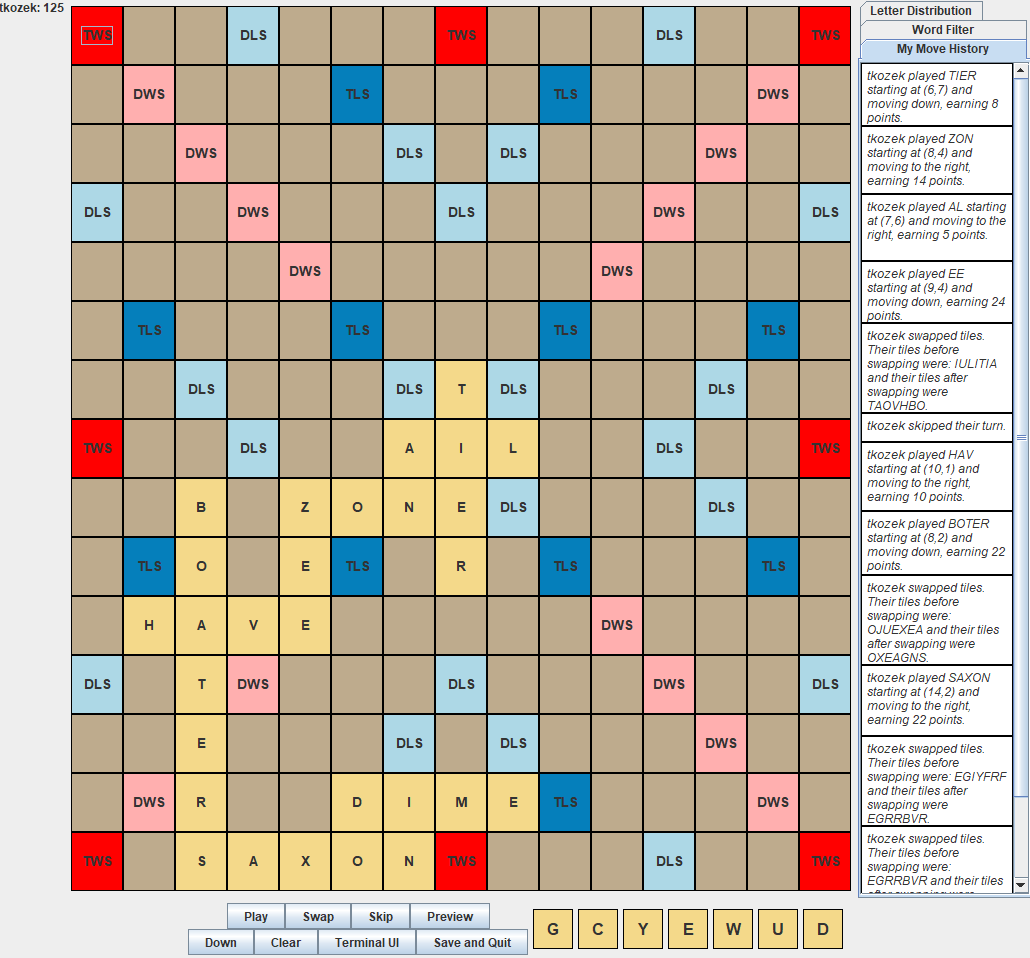 tkozek: 125
TWS DLS TWS DLS TWS
DWS TLS TLS DWS
DWS DLS DLS DWS
DLS DWS DLS DWS DLS
DWS DWS
TLS TLS TLS TLS
DLS DLS T DLS DLS
TWS DLS A I L DLS TWS
B Z O N E DLS DLS
TLS O E TLS R TLS TLS
H A V E DWS
DLS T DWS DLS DWS DLS
E DLS DLS DWS
DWS R D I M E TLS DWS
TWS S A X O N TWS DLS TWS
Letter Distribution
Word Filter
My Move History
tkozek played TIER
starting at (6,7) and
moving down, earning 8
points.
tkozek played ZON
starting at (8,4) and
moving to the right,
earning 14 points.
tkozek played AL starting
at (7,6) and moving to the
right, earning 5 points.
tkozek played EE
starting at (9,4) and
moving down, earning 24
points.
tkozek swapped tiles.
Their tiles before
swapping were: IULITIA
and their tiles after
swapping were
TAOVHBO.
tkozek skipped their turn.
tkozek played HAV
starting at (10,1) and
moving to the right,
earning 10 points.
tkozek played BOTER
starting at (8,2) and
moving down, earning 22
points.
tkozek swapped tiles.
Their tiles before
swapping were:
OJUEXEA and their tiles
after swapping were
OXEAGNS.
tkozek played SAXON
starting at (14,2) and
moving to the right,
earning 22 points.
tkozek swapped tiles.
Their tiles before
swapping were: EGIYFRF
and their tiles after
swapping were
EGRRBVR.
tkozek swapped tiles.
Their tiles before
swapping were:
EGRRBVR and their tiles
after swapping were
Play Swap Skip Preview
Down Clear Terminal UI Save and Quit
G C Y E W U D